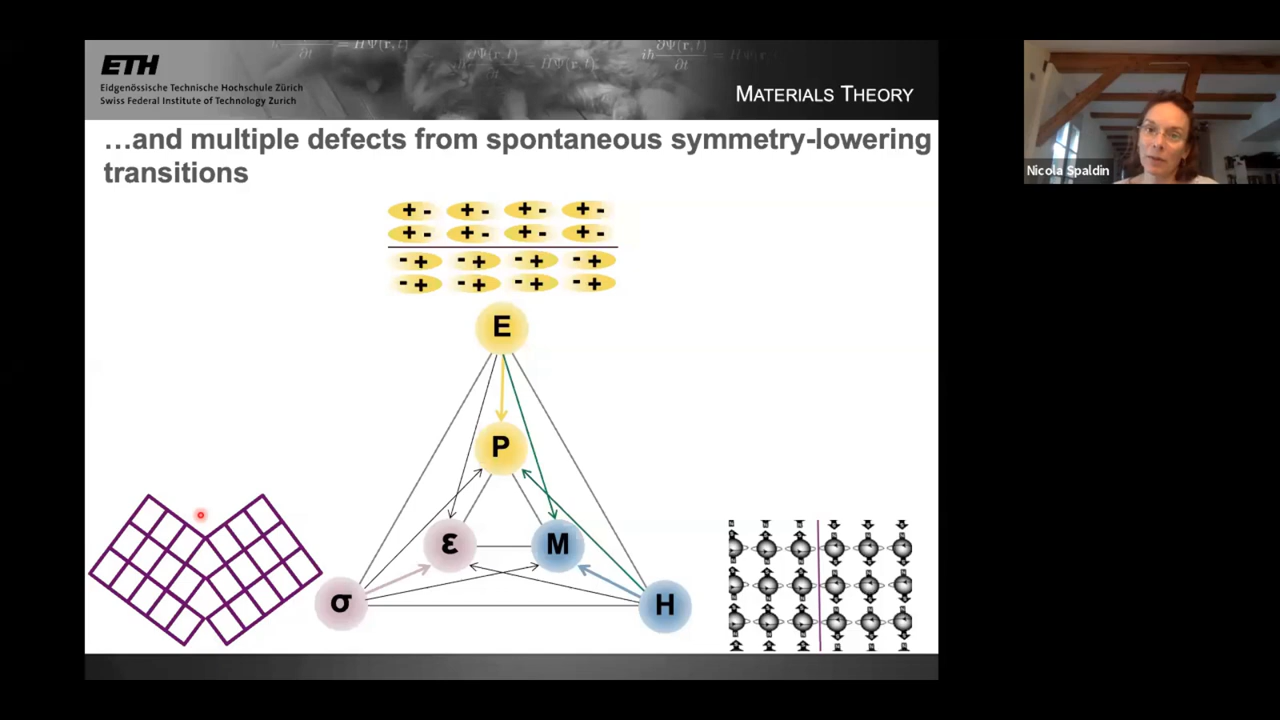 ETH
Eidgenössische Technische Hochschule Zürich
Swiss Federal Institute of Technology Zurich
MATERIALS THEORY
…and multiple defects from spontaneous symmetry-lowering
transitions
+ - + - + - + -
+ - + - + - + -
- + - + - + - +
- + - + - + - +
E
P
ε
M
σ
H
Nicola Spaldin